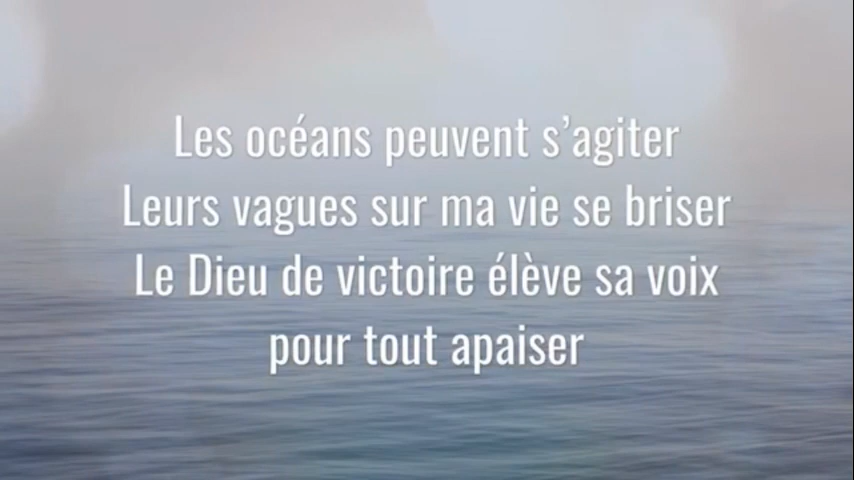 Les océans peuvent s’agiter
Leurs vagues sur ma vie se briser
Le Dieu de victoire élève sa voix
pour tout apaiser